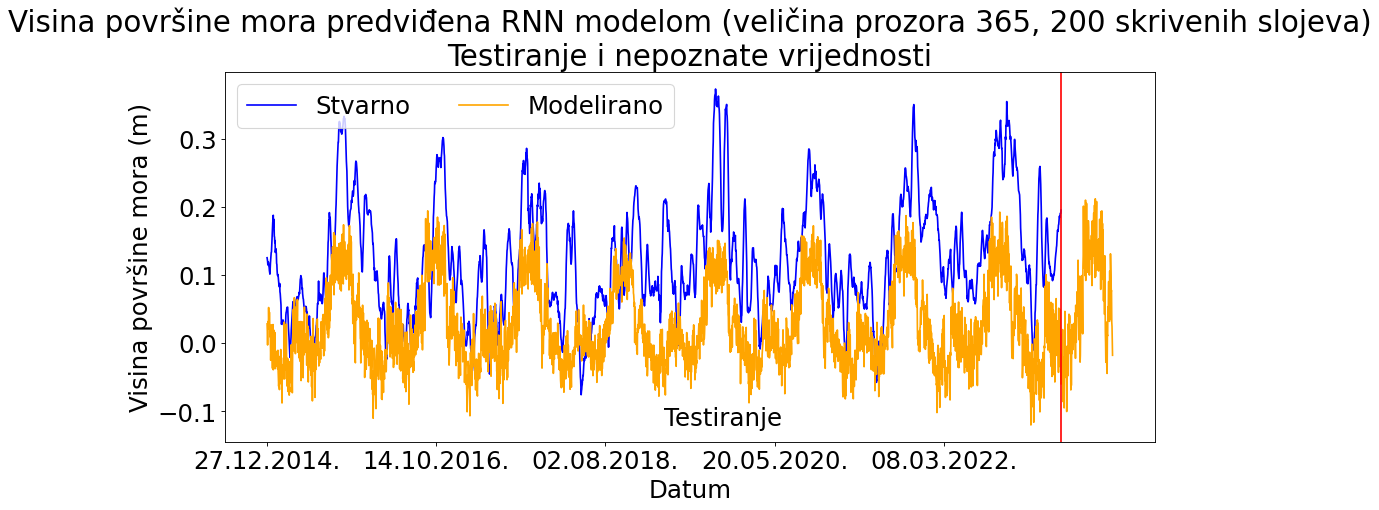 Visina površine mora predviđena RNN modelom (veličina prozora 365, 200 skrivenih slojeva)
Testiranje i nepoznate vrijednosti
Stvarno Modelirano
Visina površine mora (m)
0.3
0.2
0.1
0.0
−0.1
Testiranje
27.12.2014. 14.10.2016. 02.08.2018. 20.05.2020. 08.03.2022.
Datum